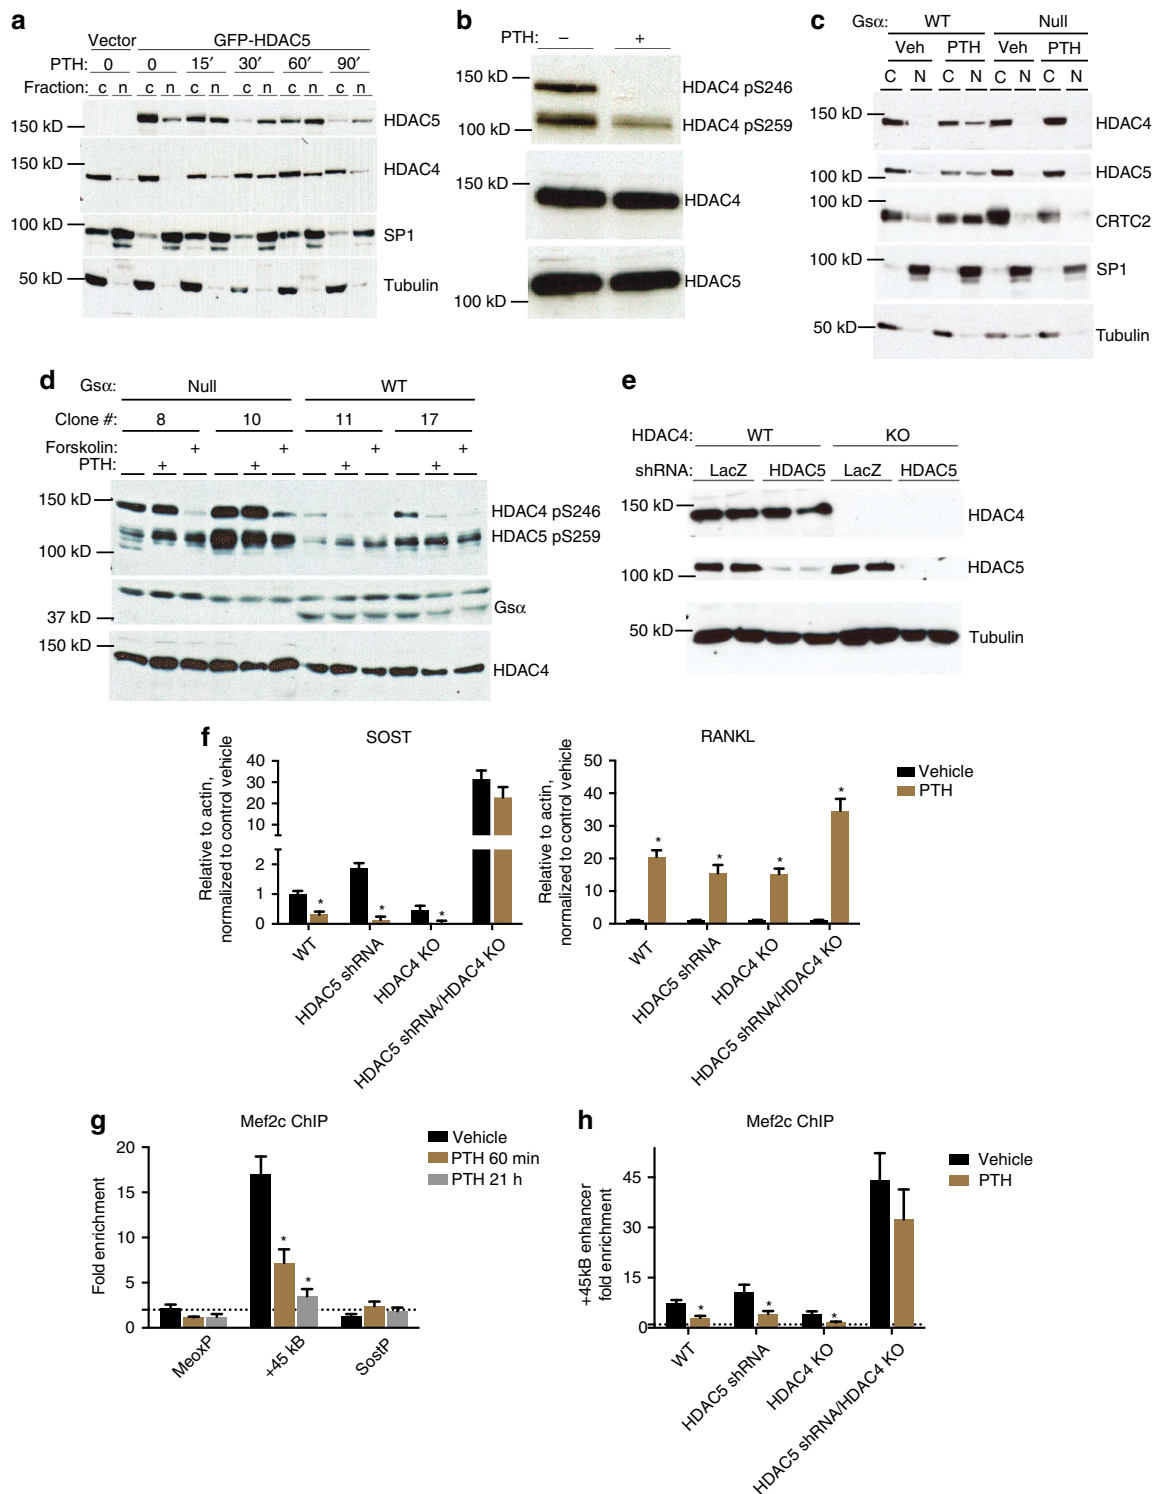 a
Vector GFP-HDAC5
PTH: 0 0 15′ 30′ 60′ 90′
Fraction: c n c n c n c n c n c n
150 kD HDAC5
150 kD HDAC4
100 kD SP1
50 kD Tubulin
b
PTH: – +
150 kD HDAC4 pS246
100 kD HDAC4 pS259
150 kD HDAC4
100 kD HDAC5
c
Gsα: WT Null
Veh PTH Veh PTH
C N C N C N C N
150 kD HDAC4
100 kD HDAC5
100 kD CRTC2
100 kD SP1
50 kD Tubulin
d
Gsα: Null WT
Clone #: 8 10 11 17
Forskolin: + + + +
PTH: + + + +
150 kD HDAC4 pS246
100 kD HDAC5 pS259
37 kD Gsα
150 kD HDAC4
e
HDAC4: WT KO
shRNA: LacZ HDAC5 LacZ HDAC5
150 kD HDAC4
100 kD HDAC5
50 kD Tubulin
f
SOST
Relative to actin,
normalized to control vehicle
40
30
20
10
2
1
0
* * *
WT
HDAC5 shRNA
HDAC4 KO
HDAC5 shRNA/HDAC4 KO
RANKL
Relative to actin,
normalized to control vehicle
50
40
30
20
10
0
* * * *
WT
HDAC5 shRNA
HDAC4 KO
HDAC5 shRNA/HDAC4 KO
Vehicle
PTH
g
Mef2c ChIP
Fold enrichment
20
15
10
5
0
* *
MeoxP
+45 kB
SostP
Vehicle
PTH 60 min
PTH 21 h
h
Mef2c ChIP
+45kB enhancer
fold enrichment
45
30
15
0
* * *
WT
HDAC5 shRNA
HDAC4 KO
HDAC5 shRNA/HDAC4 KO
Vehicle
PTH